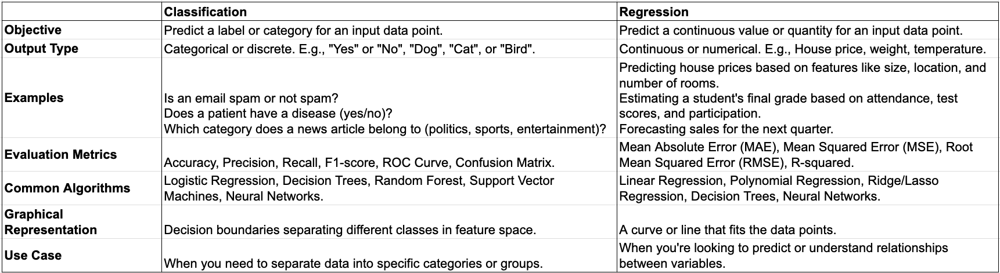 Classification
Regression
Objective
Predict a label or category for an input data point.
Predict a continuous value or quantity for an input data point.
Output Type
Categorical or discrete. E.g., "Yes" or "No", "Dog", "Cat", or "Bird".
Continuous or numerical. E.g., House price, weight, temperature.
Examples
Is an email spam or not spam?
Does a patient have a disease (yes/no)?
Which category does a news article belong to (politics, sports, entertainment)?
Predicting house prices based on features like size, location, and
number of rooms.
Estimating a student's final grade based on attendance, test
scores, and participation.
Forecasting sales for the next quarter.
Evaluation Metrics
Accuracy, Precision, Recall, F1-score, ROC Curve, Confusion Matrix.
Mean Absolute Error (MAE), Mean Squared Error (MSE), Root
Mean Squared Error (RMSE), R-squared.
Common Algorithms
Logistic Regression, Decision Trees, Random Forest, Support Vector
Machines, Neural Networks.
Linear Regression, Polynomial Regression, Ridge/Lasso
Regression, Decision Trees, Neural Networks.
Graphical
Representation
Decision boundaries separating different classes in feature space.
A curve or line that fits the data points.
Use Case
When you need to separate data into specific categories or groups.
When you're looking to predict or understand relationships
between variables.